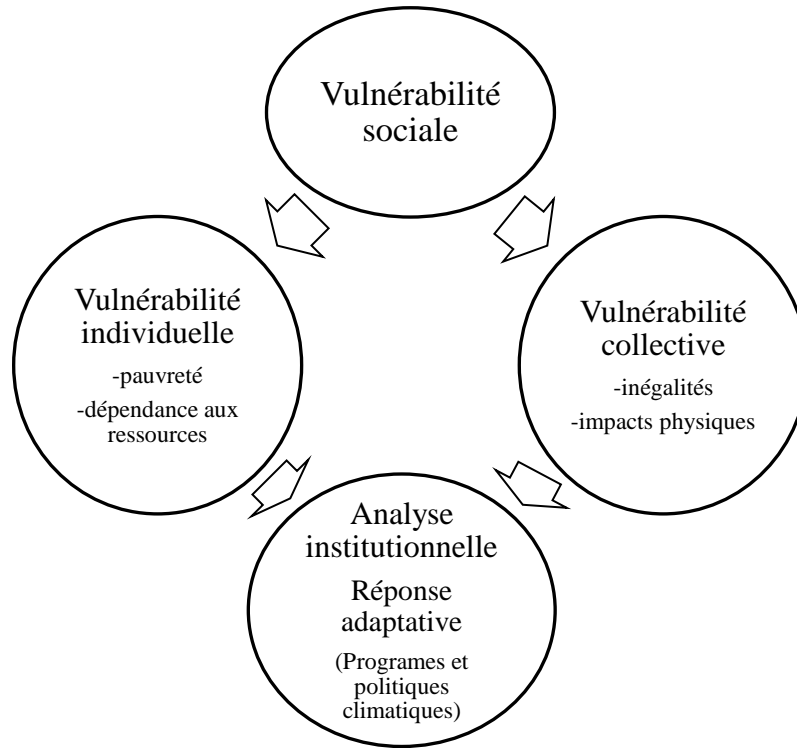 Vulnérabilité
sociale
Vulnérabilité
individuelle
-pauvreté
-dépendance aux
ressources
Vulnérabilité
collective
-inégalités
-impacts physiques
Analyse
institutionnelle
Réponse
adaptative
(Programes et
politiques
climatiques)